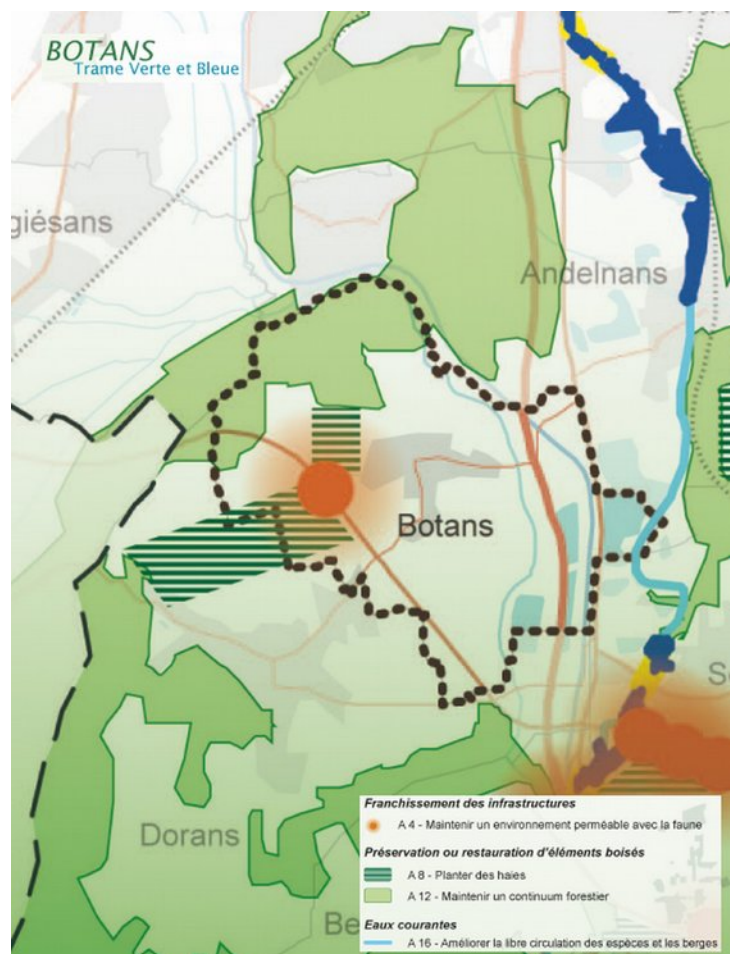 BOTANS
Trame Verte et Bleue
giésans
Andelnans
Botans
Dorans
Be
S
Franchissement des infrastructures
A 4 - Maintenir un environnement perméable avec la faune
Préservation ou restauration d'éléments boisés
A 8 - Planter des haies
A 12 - Maintenir un continuum forestier
Eaux courantes
A 16 - Améliorer la libre circulation des espèces et les berges